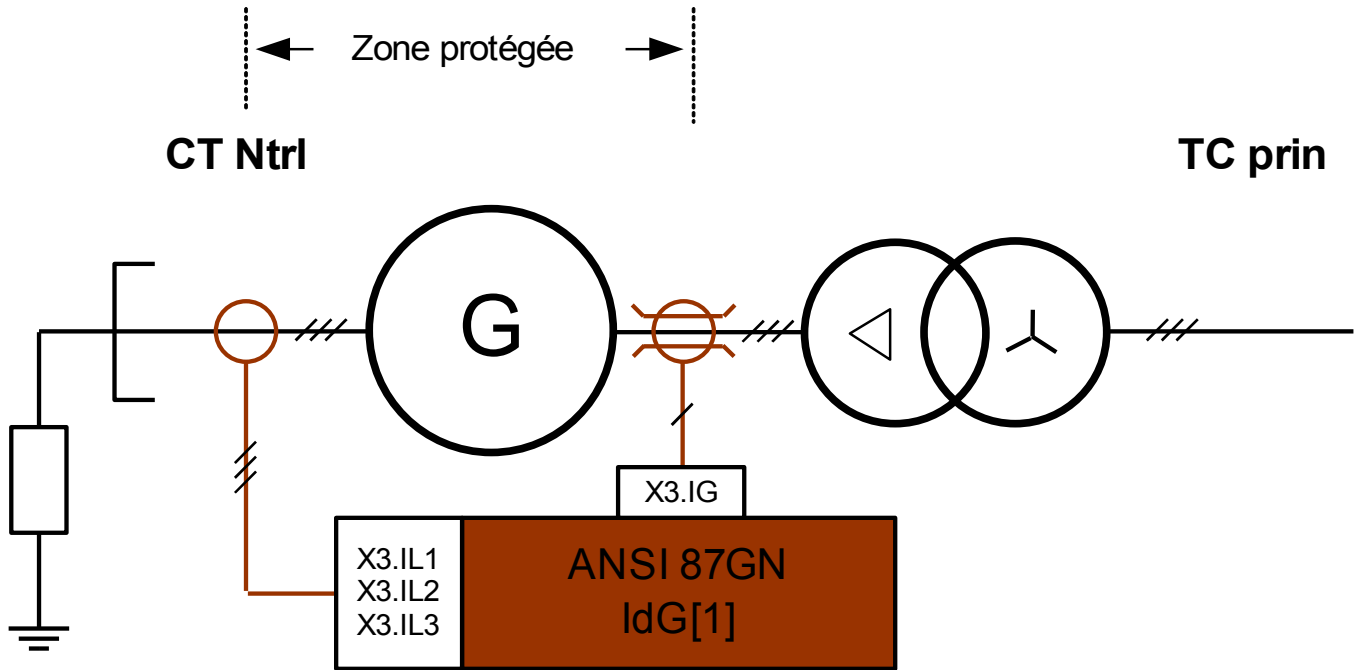 Zone protégée
CT Ntrl
TC prin
G
X3.IG
X3.IL1
X3.IL2
X3.IL3
ANSI 87GN
IdG[1]